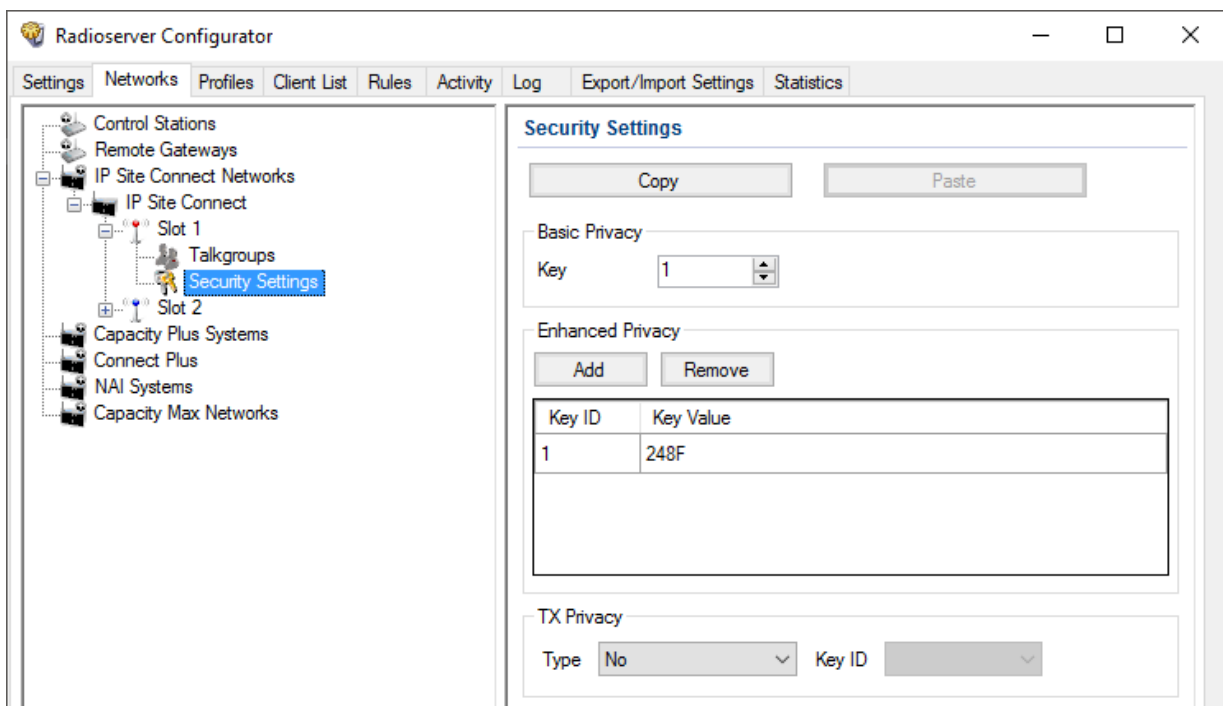 Radioserver Configurator
Settings Networks Profiles Client List Rules Activity Log Export/Import Settings Statistics
Control Stations
Remote Gateways
IP Site Connect Networks
IP Site Connect
Slot 1
Talkgroups
Security Settings
Slot 2
Capacity Plus Systems
Connect Plus
NAI Systems
Capacity Max Networks
Security Settings
Copy Paste
Basic Privacy
Key 1
Enhanced Privacy
Add Remove
Key ID Key Value
1 248F
TX Privacy
Type No Key ID